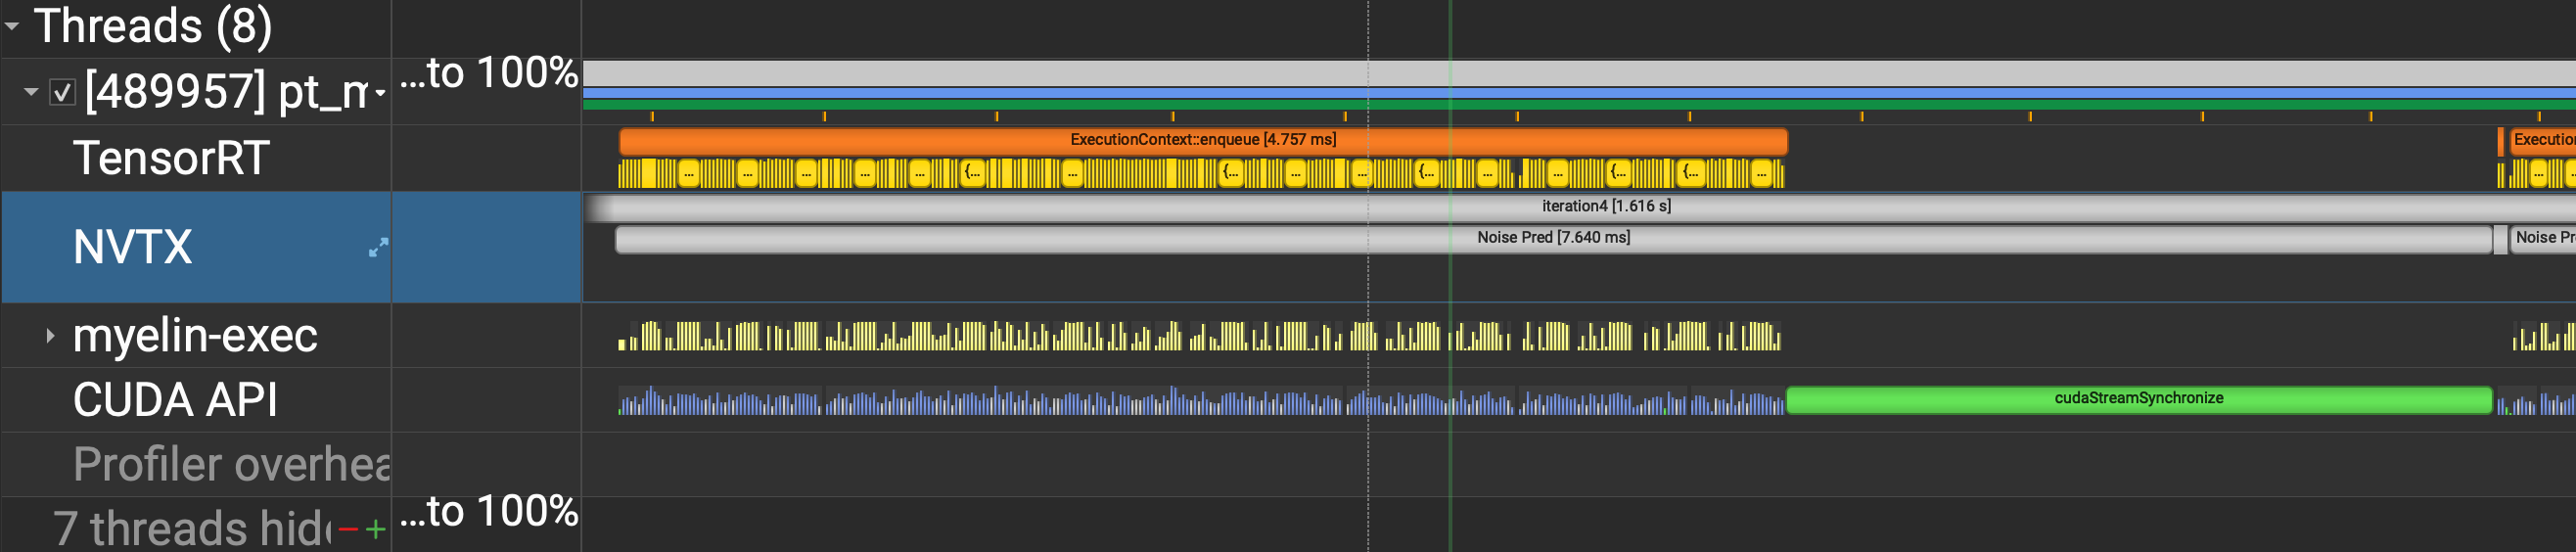 Threads (8)
...to 100%
[489957] pt_m
TensorRT
ExecutionContext::enqueue [4.757 ms]
Execution
... ... ... ... ... {... ... {... ... ... {... ... ... {... {... ... ...
NVTX
iteration4 [1.616 s]
Noise Pred [7.640 ms]
Noise Pr
myelin-exec
CUDA API
cudaStreamSynchronize
Profiler overhea
...to 100%
7 threads hid